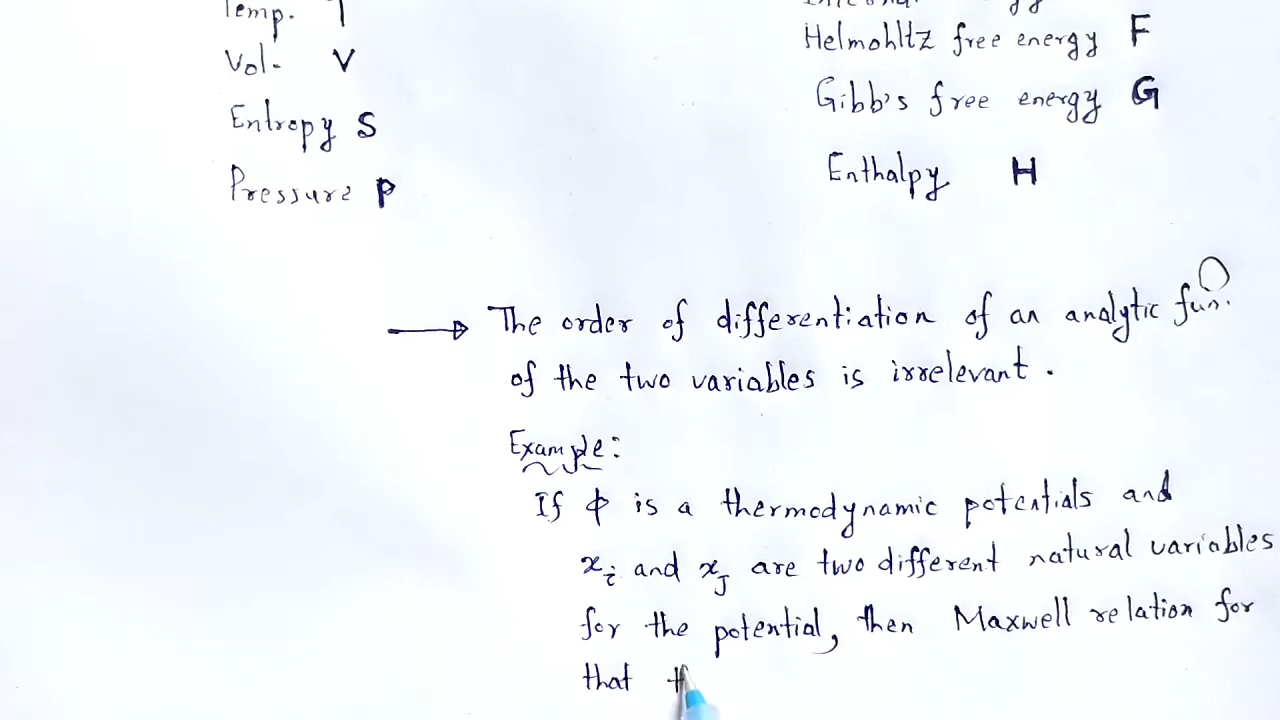 Temp. T
Vol. V
Entropy S
Pressure P
Helmohltz free energy F
Gibb's free energy G
Enthalpy H
The order of differentiation of an analytic fun.
of the two variables is irrelevant.
Example:
If ϕ is a thermodynamic potentials and
xi and xj are two different natural variables
for the potential, then Maxwell relation for
that